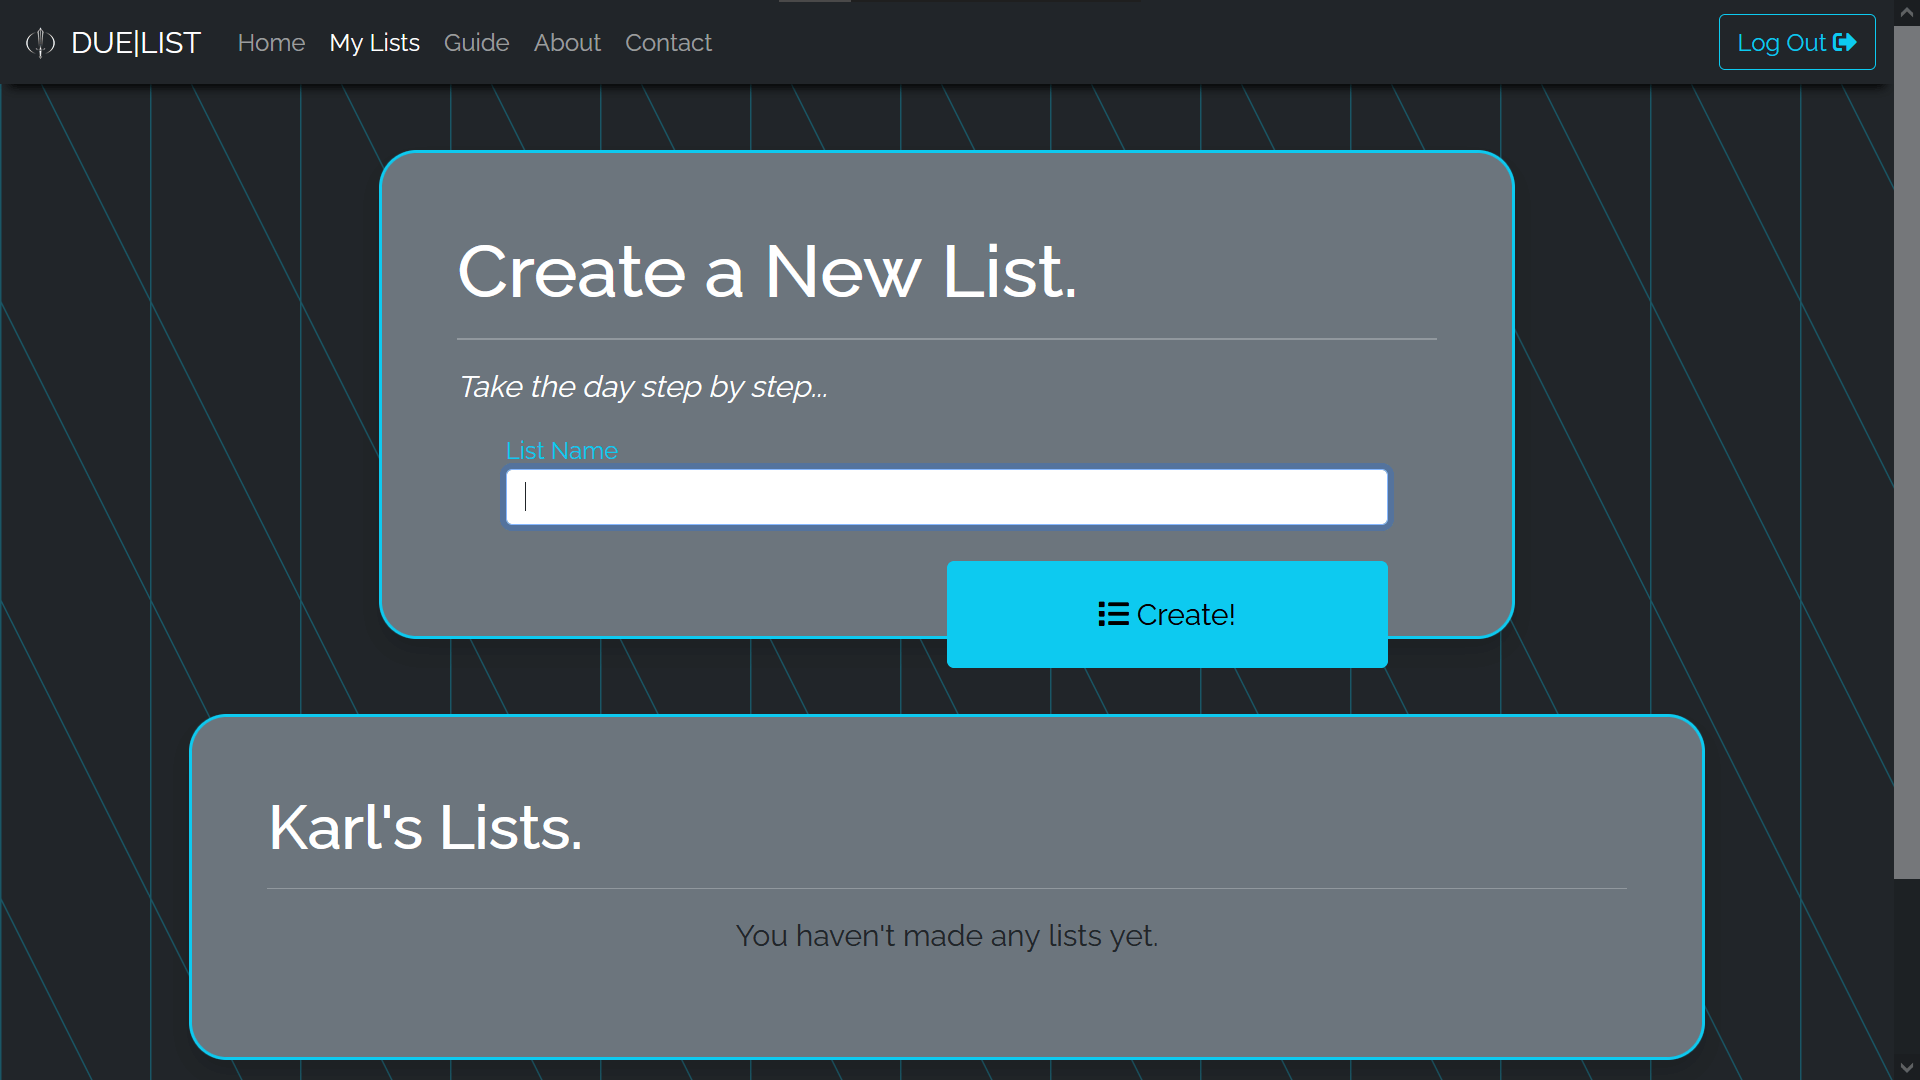 DUE|LIST Home My Lists Guide About Contact Log Out
Create a New List.
Take the day step by step...
List Name
Create!
Karl's Lists.
You haven't made any lists yet.